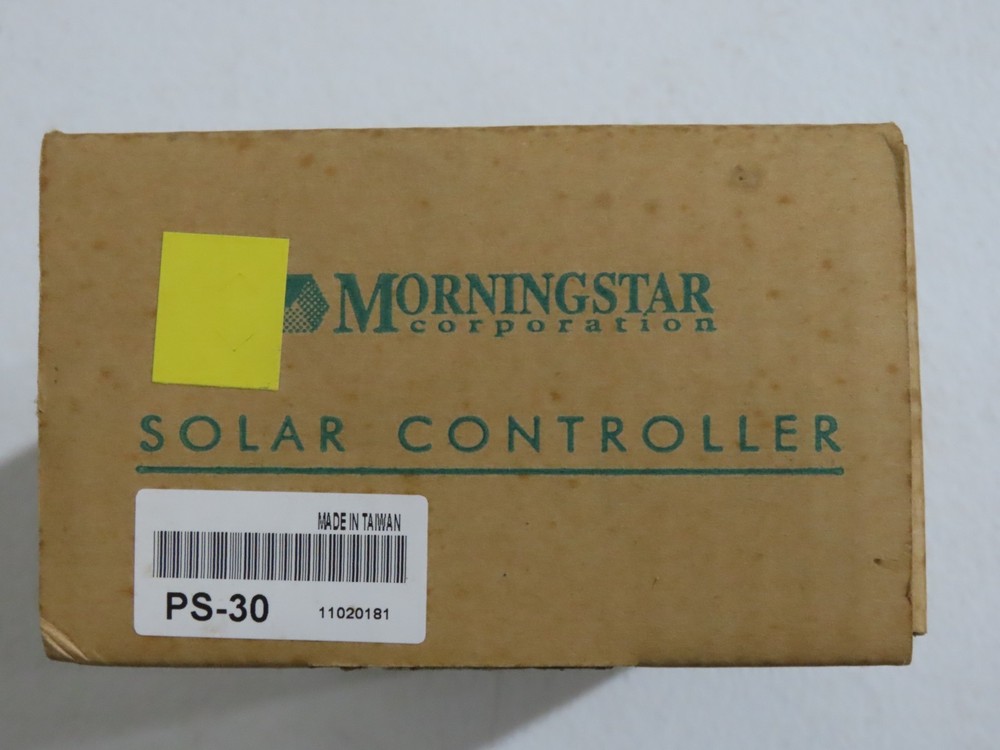 MORNINGSTAR
corporation
SOLAR CONTROLLER
MADE IN TAIWAN
PS-30 11020181